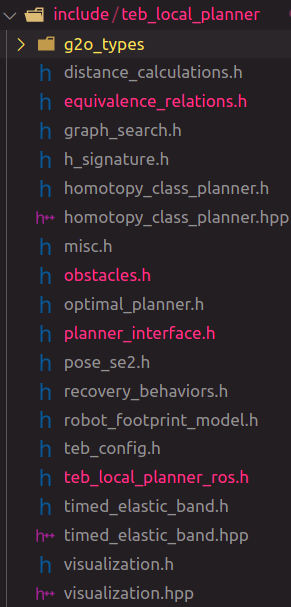 include/teb_local_planner
g2o_types
h distance_calculations.h
h equivalence_relations.h
h graph_search.h
h h_signature.h
h homotopy_class_planner.h
h++ homotopy_class_planner.hpp
h misc.h
h obstacles.h
h optimal_planner.h
h planner_interface.h
h pose_se2.h
h recovery_behaviors.h
h robot_footprint_model.h
h teb_config.h
h teb_local_planner_ros.h
h timed_elastic_band.h
h++ timed_elastic_band.hpp
h visualization.h
h++ visualization.hpp